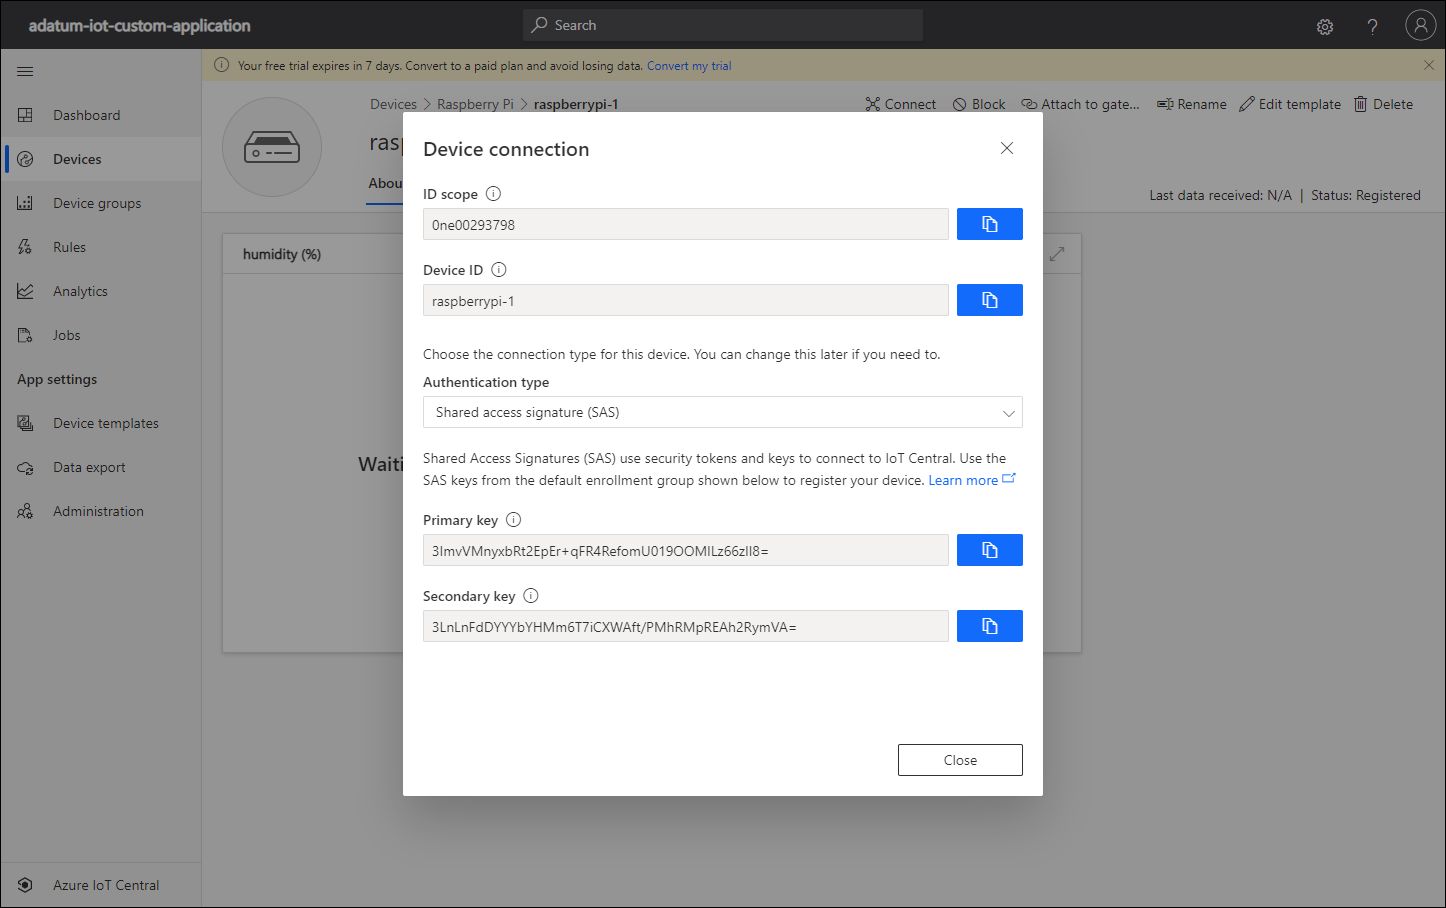 adatum-iot-custom-application
Search
Your free trial expires in 7 days. Convert to a paid plan and avoid losing data. Convert my trial
Dashboard
Devices
Device groups
Rules
Analytics
Jobs
App settings
Device templates
Data export
Administration
Azure IoT Central
Devices > Raspberry Pi > raspberrypi-1
Connect
Block
Attach to gate...
Rename
Edit template
Delete
Last data received: N/A | Status: Registered
humidity (%)
Device connection
ID scope
0ne00293798
Device ID
raspberrypi-1
Choose the connection type for this device. You can change this later if you need to.
Authentication type
Shared access signature (SAS)
Shared Access Signatures (SAS) use security tokens and keys to connect to IoT Central. Use the
SAS keys from the default enrollment group shown below to register your device. Learn more
Primary key
3ImvVMnyxbRt2EpEr+qFR4RefomU019OOMILz66zlI8=
Secondary key
3LnLnFdDYYYbYHMm6T7iCXWAft/PMhRMpREAh2RymVA=
Close